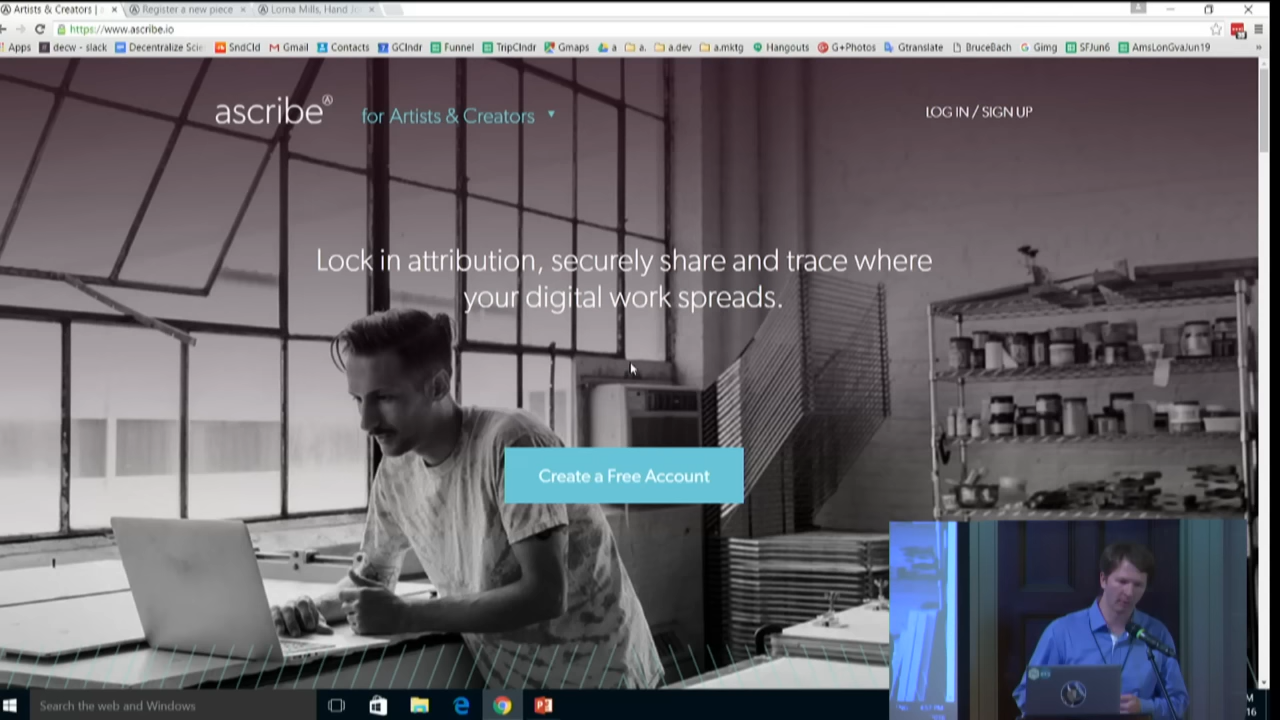 Artists & Creators |
Register a new piece
Lorna Mills, Hand
https://www.ascribe.io
Apps decw - slack Decentralize Scie SndCld Gmail Contacts GCIndr Funnel TripCIndr Gmaps a a. a.dev a.mktg Hangouts G+Photos Gtranslate BruceBach Gimg SFJun6 AmsLonGvaJun19 »
ascribe
for Artists & Creators
LOG IN / SIGN UP
Lock in attribution, securely share and trace where
your digital work spreads.
Create a Free Account
Search the web and Windows